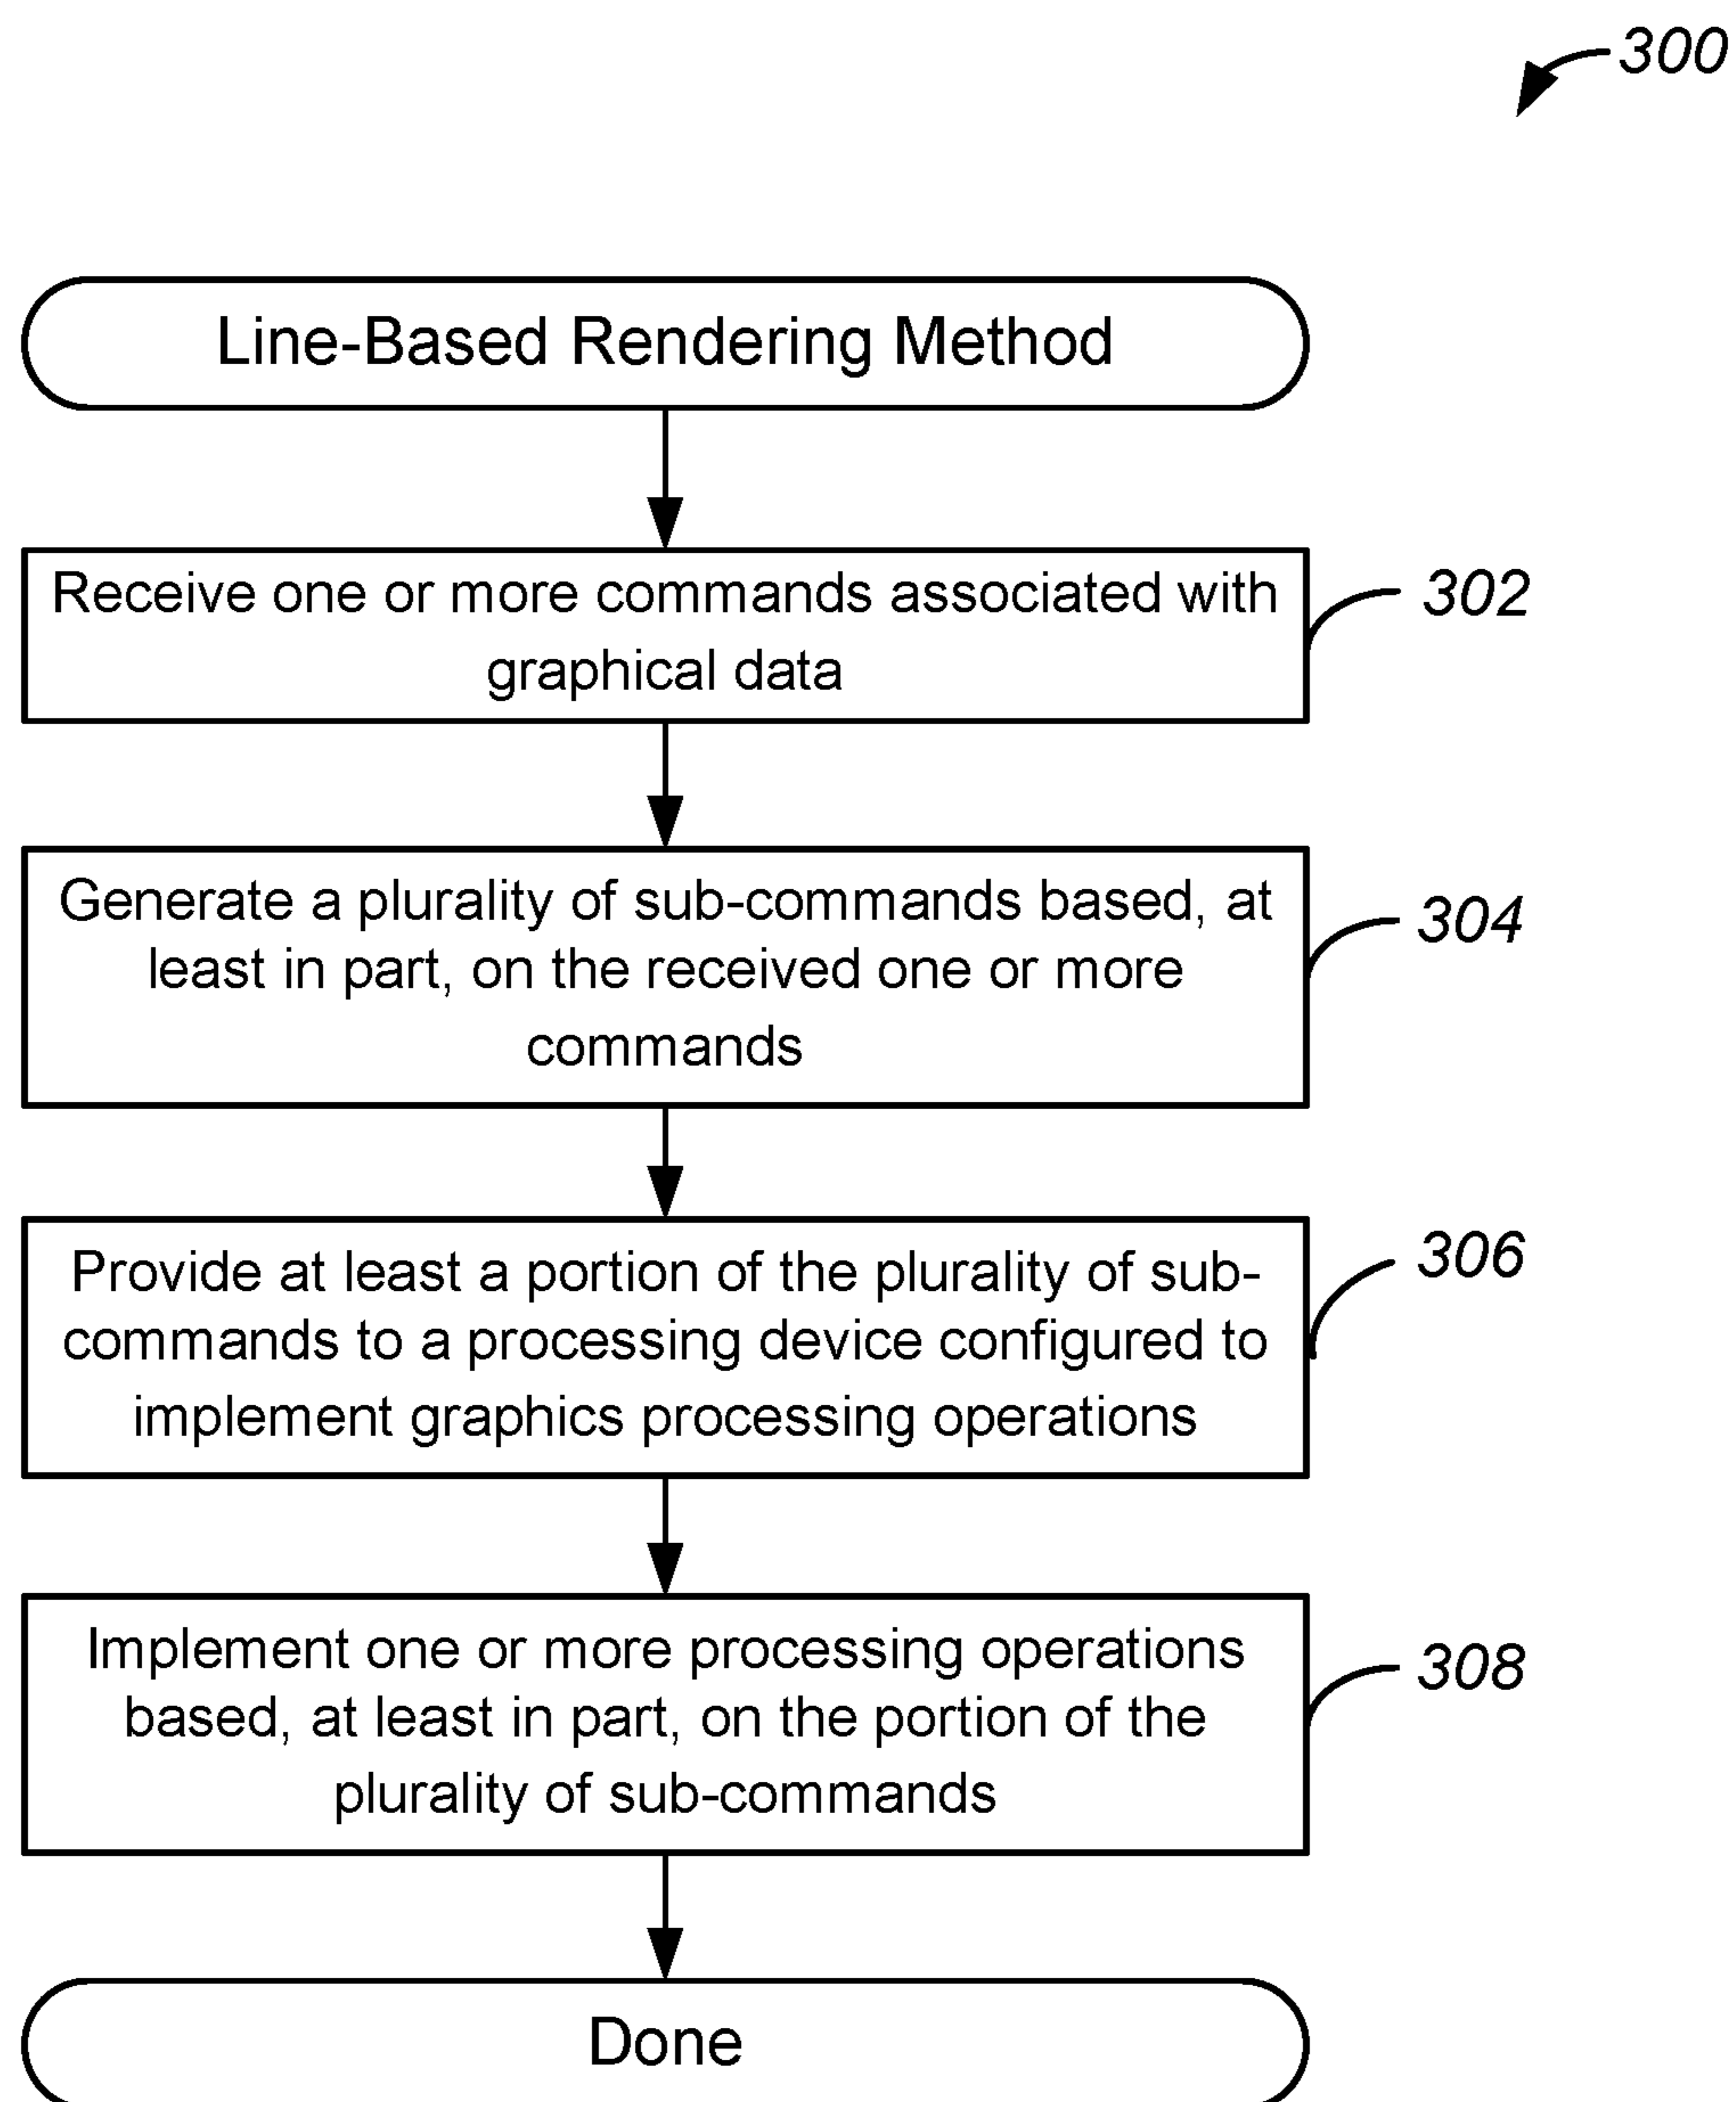 300
Line-Based Rendering Method
Receive one or more commands associated with
graphical data
302
Generate a plurality of sub-commands based, at
least in part, on the received one or more
commands
304
Provide at least a portion of the plurality of sub-
commands to a processing device configured to
implement graphics processing operations
306
Implement one or more processing operations
based, at least in part, on the portion of the
plurality of sub-commands
308
Done